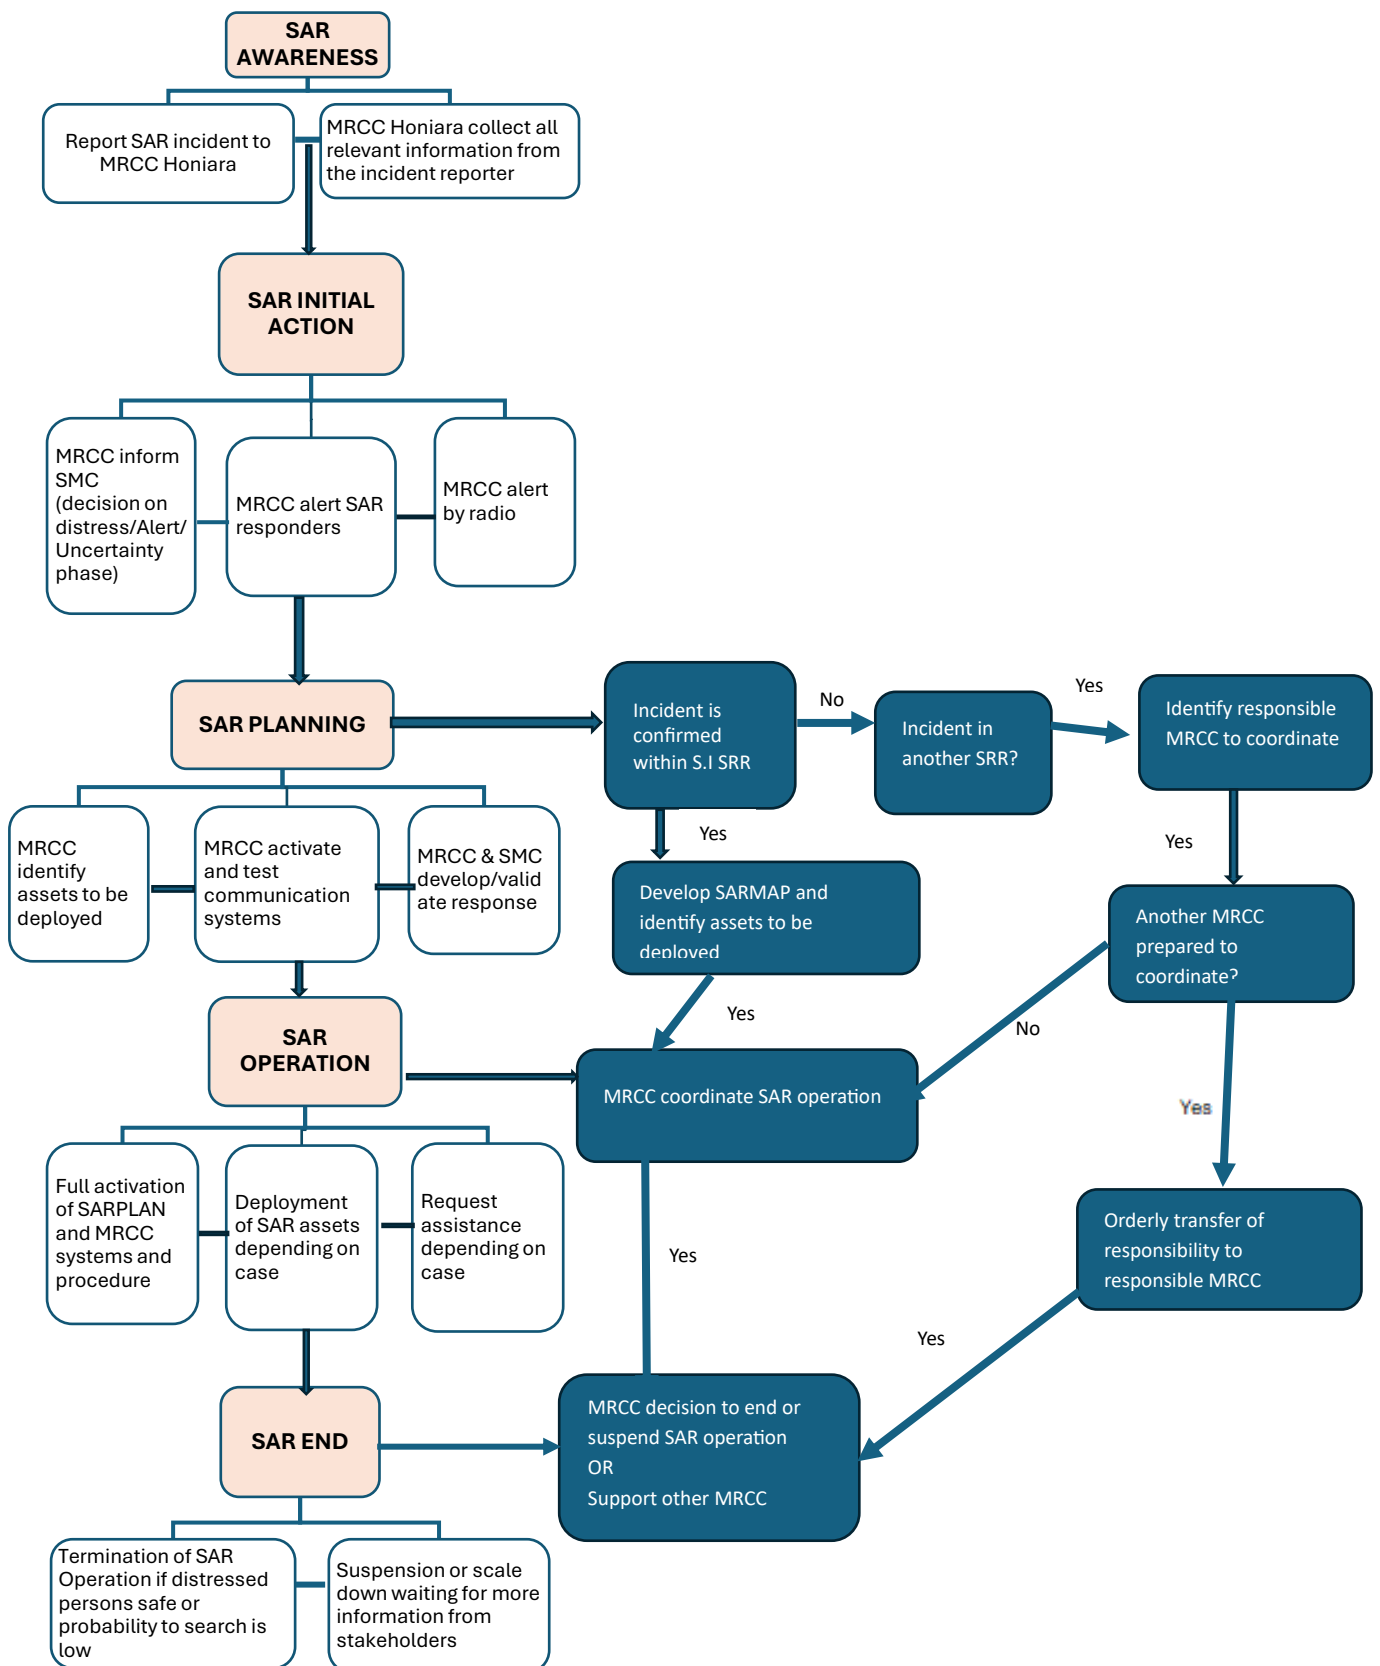 SAR
AWARENESS
Report SAR incident to
MRCC Honiara
MRCC Honiara collect all
relevant information from
the incident reporter
SAR INITIAL
ACTION
MRCC inform
SMC
(decision on
distress/Alert/
Uncertainty
phase)
MRCC alert SAR
responders
MRCC alert
by radio
SAR PLANNING
Incident is
confirmed
within S.I SRR
No
Incident in
another SRR?
Yes
Identify responsible
MRCC to coordinate
MRCC
identify
assets to be
deployed
MRCC activate
and test
communication
systems
MRCC & SMC
develop/valid
ate response
Yes
Develop SARMAP and
identify assets to be
deployed
Yes
Another MRCC
prepared to
coordinate?
Yes
No
SAR
OPERATION
MRCC coordinate SAR operation
Yes
Full activation
of SARPLAN
and MRCC
systems and
procedure
Deployment
of SAR assets
depending on
case
Request
assistance
depending on
case
Yes
Orderly transfer of
responsibility to
responsible MRCC
Yes
SAR END
MRCC decision to end or
suspend SAR operation
OR
Support other MRCC
Termination of SAR
Operation if distressed
persons safe or
probability to search is
low
Suspension or scale
down waiting for more
information from
stakeholders